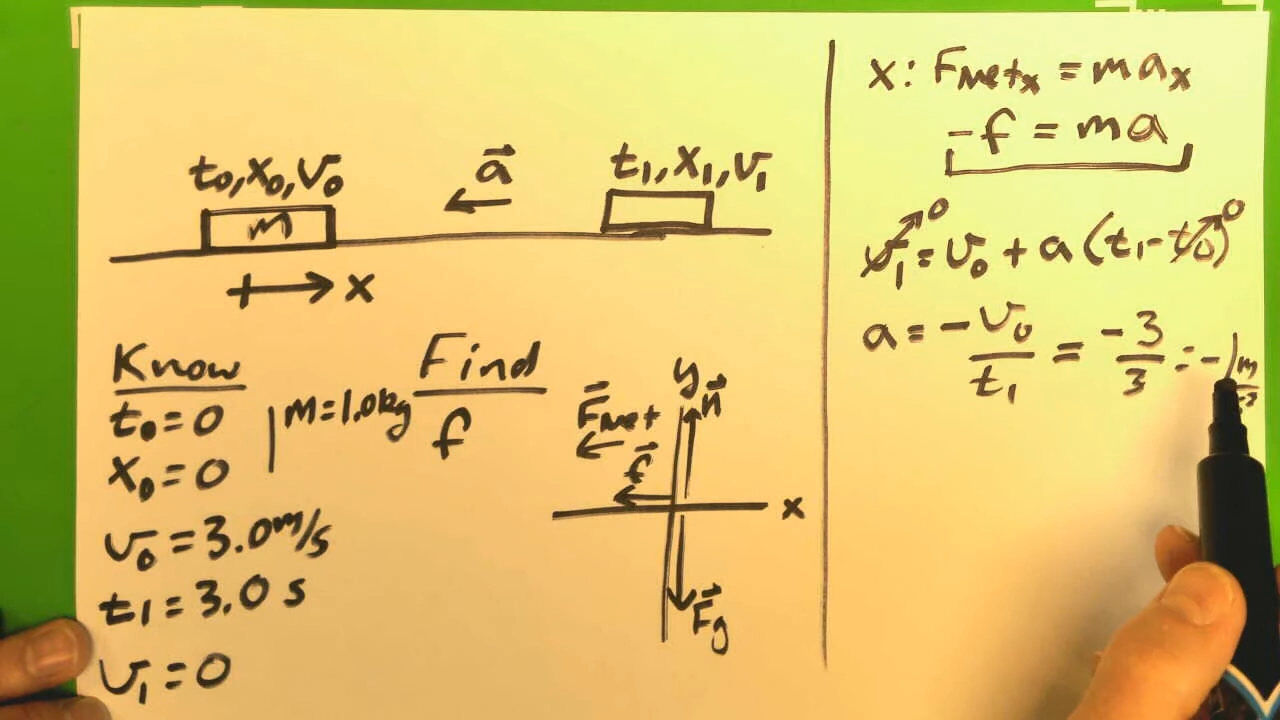 t₀, x₀, v₀
a⃗
t₁, x₁, v₁
m
x
Know
t₀ = 0
x₀ = 0
v₀ = 3.0 m/s
t₁ = 3.0 s
v₁ = 0
m = 1.0 kg
Find
f
y
n⃗
F⃗Net
f⃗
x
F⃗g
x: FNetx = max
-f = ma
v₁ = v₀ + a (t₁ - t₀)
0 0
a = -v₀/t₁ = -3/3 = -1 m